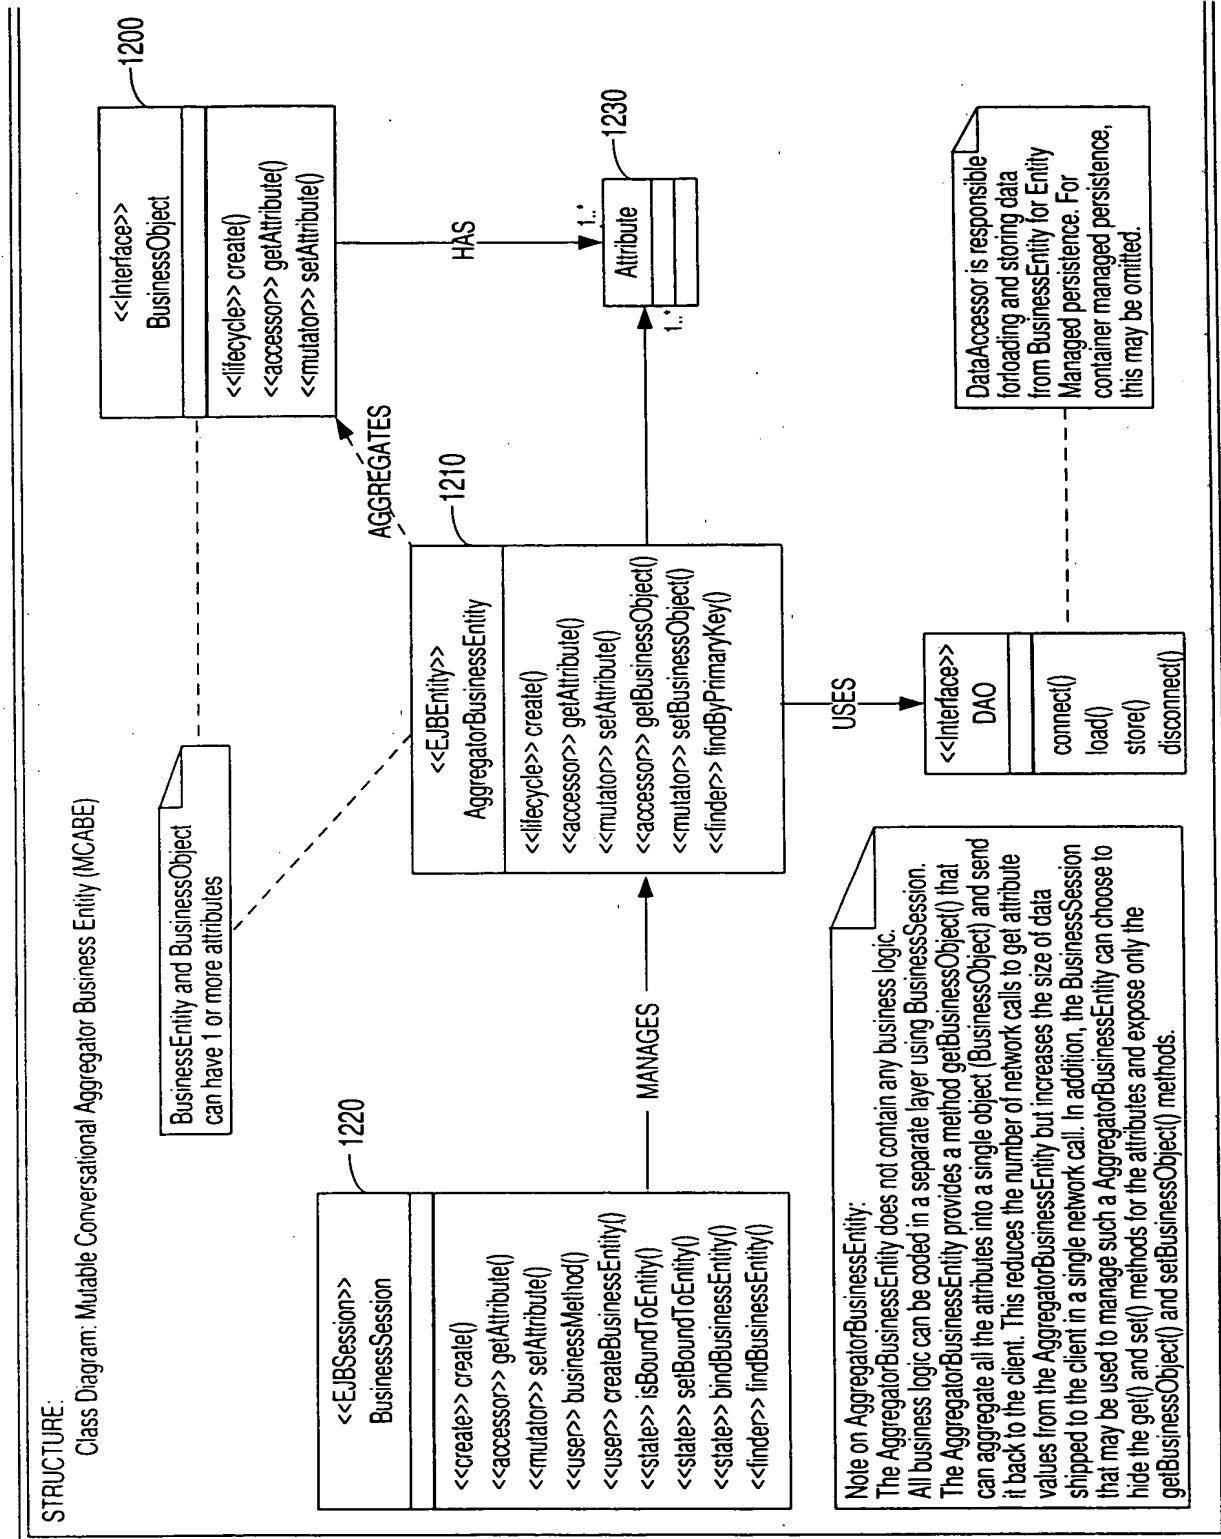 STRUCTURE:
Class Diagram: Mutable Conversational Aggregator Business Entity (MCABE)
BusinessEntity and BusinessObject
can have 1 or more attributes
1200
<<Interface>>
BusinessObject
<<lifecycle>> create()
<<accessor>> getAttribute()
<<mutator>> setAttribute()
AGGREGATES
HAS
1220
<<EJBSession>>
BusinessSession
<<create>> create()
<<accessor>> getAttribute()
<<mutator>> setAttribute()
<<user>> businessMethod()
<<user>> createBusinessEntity()
<<state>> isBoundToEntity()
<<state>> setBoundToEntity()
<<state>> bindBusinessEntity()
<<finder>> findBusinessEntity()
MANAGES
1210
<<EJBEntity>>
AggregatorBusinessEntity
<<lifecycle>> create()
<<accessor>> getAttribute()
<<mutator>> setAttribute()
<<accessor>> getBusinessObject()
<<mutator>> setBusinessObject()
<<finder>> findByPrimaryKey()
1..*
1..*
1230
Attribute
USES
Note on AggregatorBusinessEntity:
The AggregatorBusinessEntity does not contain any business logic.
All business logic can be coded in a separate layer using BusinessSession.
The AggregatorBusinessEntity provides a method getBusinessObject() that
can aggregate all the attributes into a single object (BusinessObject) and send
it back to the client. This reduces the number of network calls to get attribute
values from the AggregatorBusinessEntity but increases the size of data
shipped to the client in a single network call. In addition, the BusinessSession
that may be used to manage such a AggregatorBusinessEntity can choose to
hide the get() and set() methods for the attributes and expose only the
getBusinessObject() and setBusinessObject() methods.
<<Interface>>
DAO
connect()
load()
store()
disconnect()
DataAccessor is responsible
forloading and storing data
from BusinessEntity for Entity
Managed persistence. For
container managed persistence,
this may be omitted.